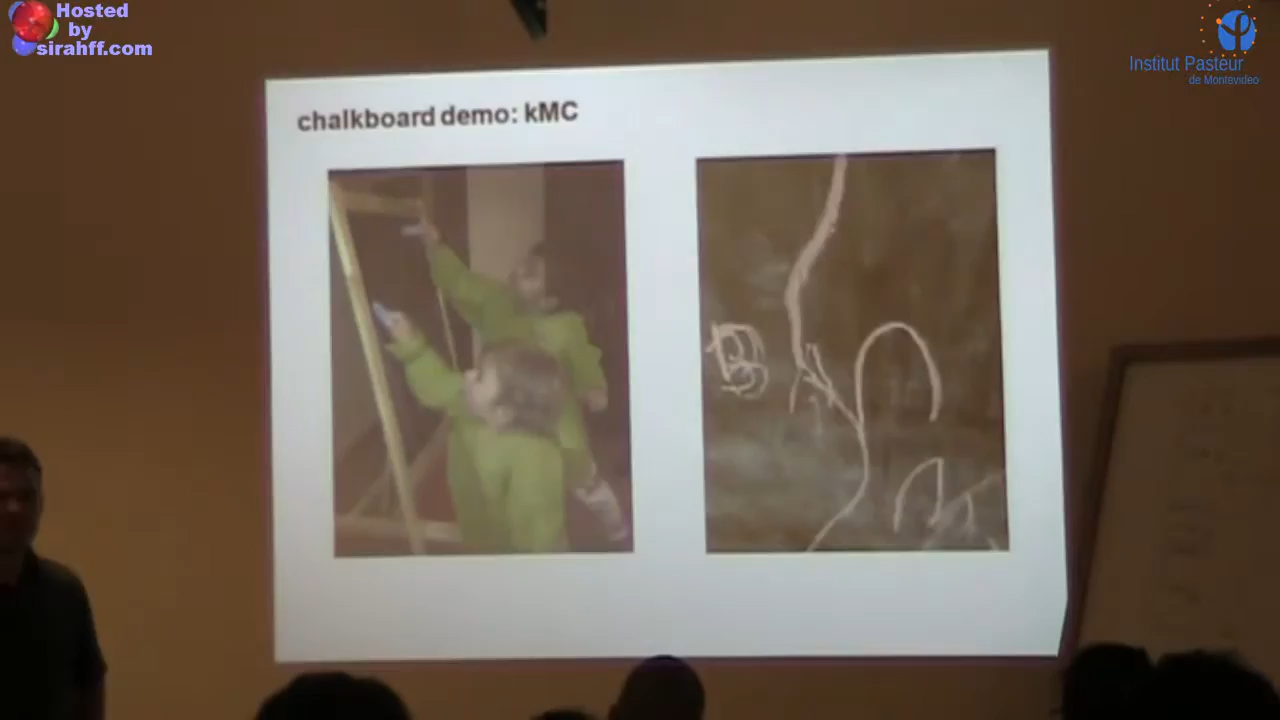 Hosted
by
sirahff.com
Institut Pasteur
de Montevideo
chalkboard demo: kMC
B